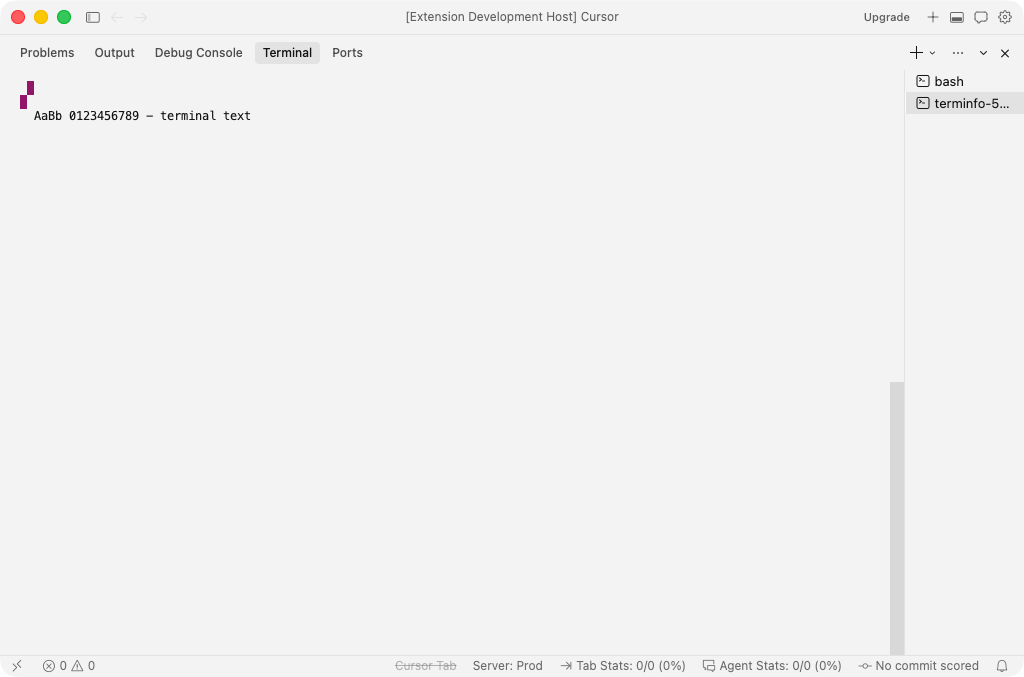 [Extension Development Host] Cursor
Upgrade
Problems Output Debug Console Terminal Ports
bash
terminfo-5...
AaBb 0123456789 – terminal text
0 0 Cursor Tab Server: Prod Tab Stats: 0/0 (0%) Agent Stats: 0/0 (0%) No commit scored